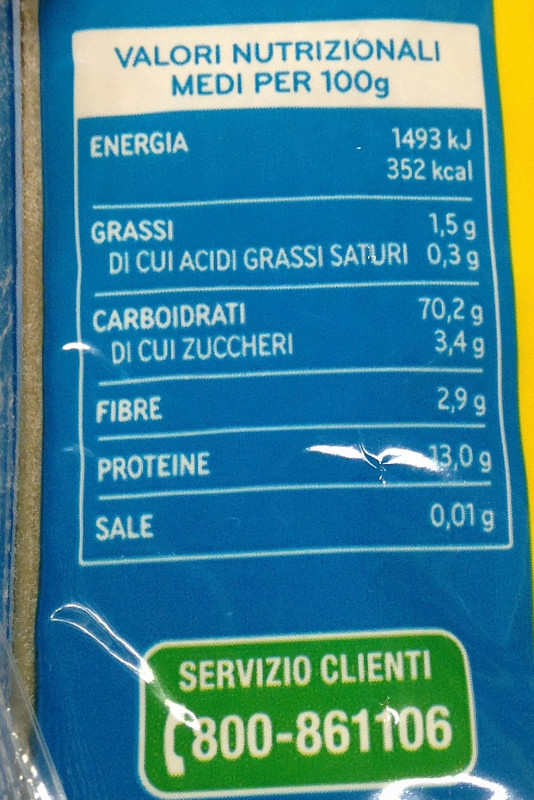 VALORI NUTRIZIONALI
MEDI PER 100g
ENERGIA 1493 kJ
352 kcal
GRASSI 1,5 g
DI CUI ACIDI GRASSI SATURI 0,3 g
CARBOIDRATI 70,2 g
DI CUI ZUCCHERI 3,4 g
FIBRE 2,9 g
PROTEINE 13,0 g
SALE 0,01 g
SERVIZIO CLIENTI
800-861106